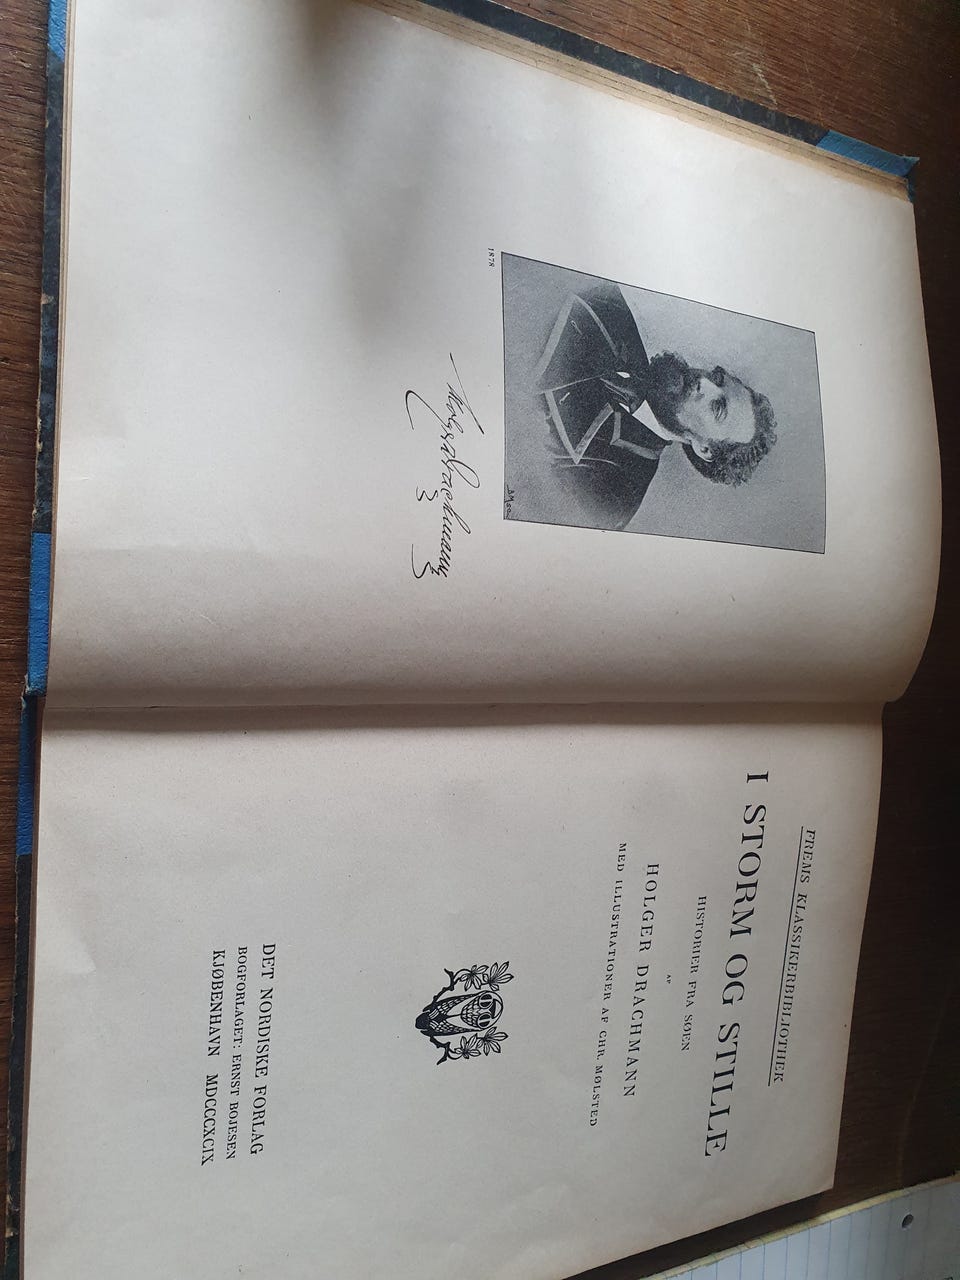 1878
Holger Drachmann
FREMS KLASSIKERBIBLIOTHEK
I STORM OG STILLE
HISTORIER FRA SØEN
AF
HOLGER DRACHMANN
MED ILLUSTRATIONER AF CHR. MØLSTED
DET NORDISKE FORLAG
BOGFORLAGET: ERNST BOJESEN
KJØBENHAVN MDCCCXCIX